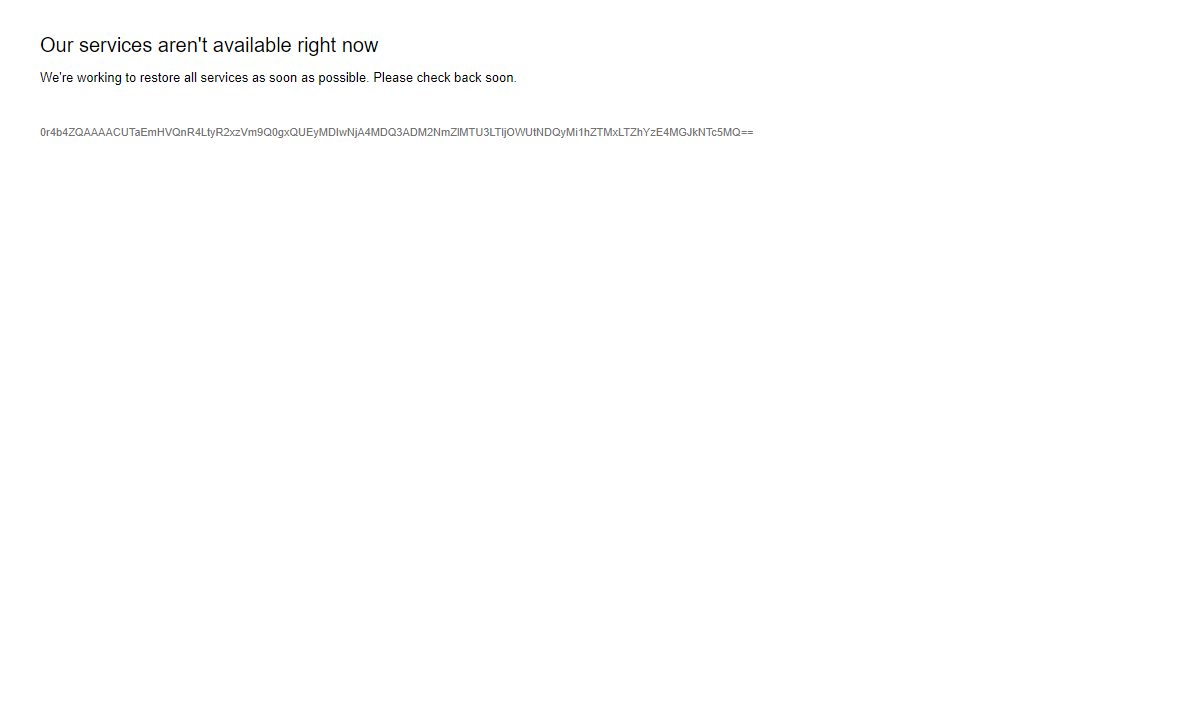 Our services aren't available right now
We're working to restore all services as soon as possible. Please check back soon.
0r4b4ZQAAAACUTaEmHVQnR4LtyR2xzVm9Q0gxQUEyMDIwNjA4MDQ3ADM2NmZlMTU3LTljOWUtNDQyMi1hZTMxLTZhYzE4MGJkNTc5MQ==